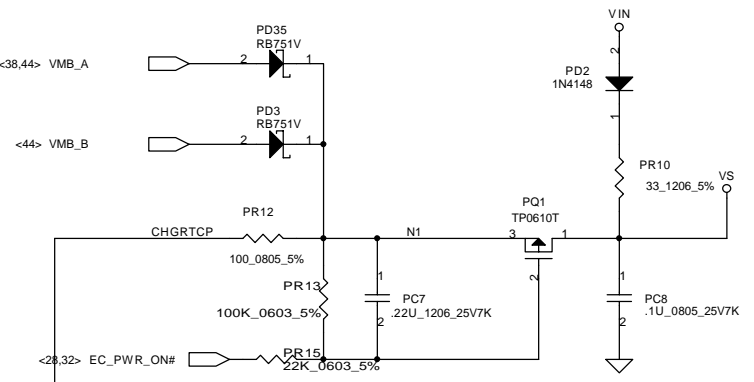 VIN
PD35
RB751V
<38,44> VMB_A
2
1
2
PD2
1N4148
PD3
RB751V
<44> VMB_B
2
1
1
PR10
33_1206_5%
VS
PR12
PQ1
TP0610T
CHGRTCP
N1
3
1
100_0805_5%
2
PR13
100K_0603_5%
1
PC7
.22U_1206_25V7K
2
1
PC8
.1U_0805_25V7K
2
<28,32> EC_PWR_ON#
PR15
22K_0603_5%